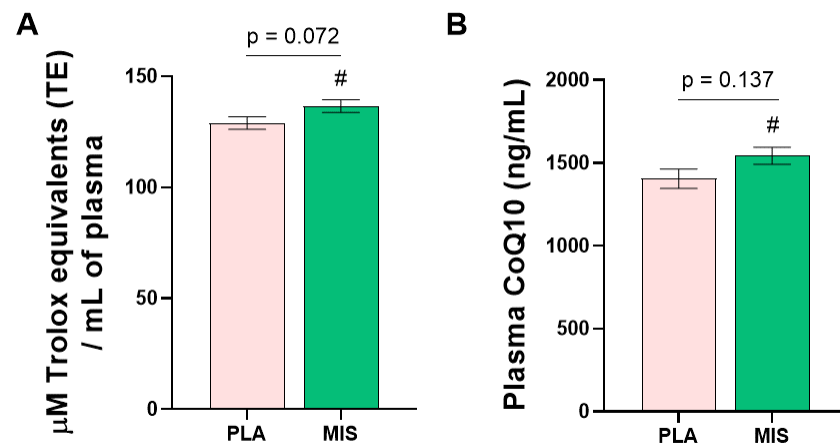 A
p = 0.072
#
μM Trolox equivalents (TE)
/ mL of plasma
150
100
50
0
PLA
MIS
B
p = 0.137
#
Plasma CoQ10 (ng/mL)
2000
1500
1000
500
0
PLA
MIS